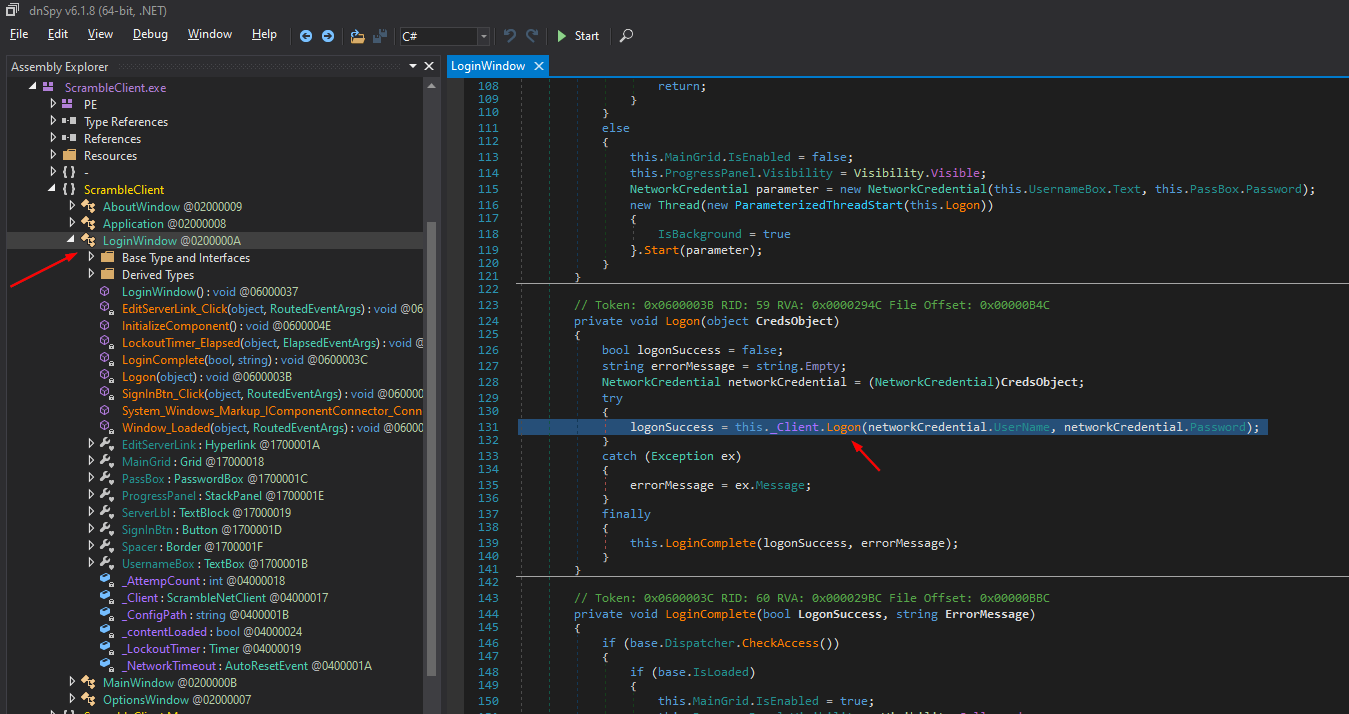 dnSpy v6.1.8 (64-bit, .NET)
File Edit View Debug Window Help C# Start
Assembly Explorer
ScrambleClient.exe
PE
Type References
References
Resources
{ } -
{ } ScrambleClient
AboutWindow @02000009
Application @02000008
LoginWindow @0200000A
Base Type and Interfaces
Derived Types
LoginWindow() : void @06000037
EditServerLink_Click(object, RoutedEventArgs) : void @06
InitializeComponent() : void @0600004E
LockoutTimer_Elapsed(object, ElapsedEventArgs) : void @
LoginComplete(bool, string) : void @0600003C
Logon(object) : void @0600003B
SignInBtn_Click(object, RoutedEventArgs) : void @060000
System_Windows_Markup_IComponentConnector_Conn
Window_Loaded(object, RoutedEventArgs) : void @06000
EditServerLink : Hyperlink @1700001A
MainGrid : Grid @17000018
PassBox : PasswordBox @1700001C
ProgressPanel : StackPanel @1700001E
ServerLbl : TextBlock @17000019
SignInBtn : Button @1700001D
Spacer : Border @1700001F
UsernameBox : TextBox @1700001B
_AttempCount : int @04000018
_Client : ScrambleNetClient @04000017
_ConfigPath : string @0400001B
_contentLoaded : bool @04000024
_LockoutTimer : Timer @04000019
_NetworkTimeout : AutoResetEvent @0400001A
MainWindow @0200000B
OptionsWindow @02000007
LoginWindow
108 return;
109 }
110 }
111 else
112 {
113 this.MainGrid.IsEnabled = false;
114 this.ProgressPanel.Visibility = Visibility.Visible;
115 NetworkCredential parameter = new NetworkCredential(this.UsernameBox.Text, this.PassBox.Password);
116 new Thread(new ParameterizedThreadStart(this.Logon))
117 {
118 IsBackground = true
119 }.Start(parameter);
120 }
121 }
122
123 // Token: 0x0600003B RID: 59 RVA: 0x0000294C File Offset: 0x00000B4C
124 private void Logon(object CredsObject)
125 {
126 bool logonSuccess = false;
127 string errorMessage = string.Empty;
128 NetworkCredential networkCredential = (NetworkCredential)CredsObject;
129 try
130 {
131 logonSuccess = this._Client.Logon(networkCredential.UserName, networkCredential.Password);
132 }
133 catch (Exception ex)
134 {
135 errorMessage = ex.Message;
136 }
137 finally
138 {
139 this.LoginComplete(logonSuccess, errorMessage);
140 }
141 }
142
143 // Token: 0x0600003C RID: 60 RVA: 0x000029BC File Offset: 0x00000BBC
144 private void LoginComplete(bool LogonSuccess, string ErrorMessage)
145 {
146 if (base.Dispatcher.CheckAccess())
147 {
148 if (base.IsLoaded)
149 {
150 this.MainGrid.IsEnabled = true;